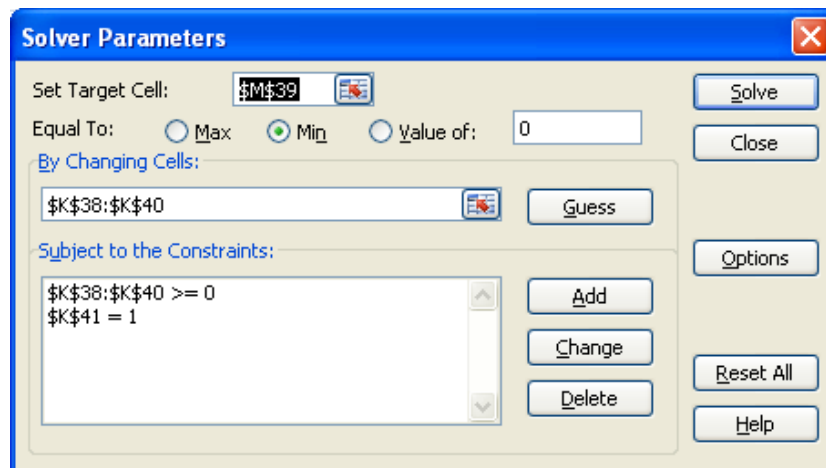 Solver Parameters
Set Target Cell: $M$39 Solve
Equal To: Max Min Value of: 0 Close
By Changing Cells:
$K$38:$K$40 Guess
Subject to the Constraints: Options
$K$38:$K$40 >= 0 Add
$K$41 = 1
Change
Reset All
Delete
Help